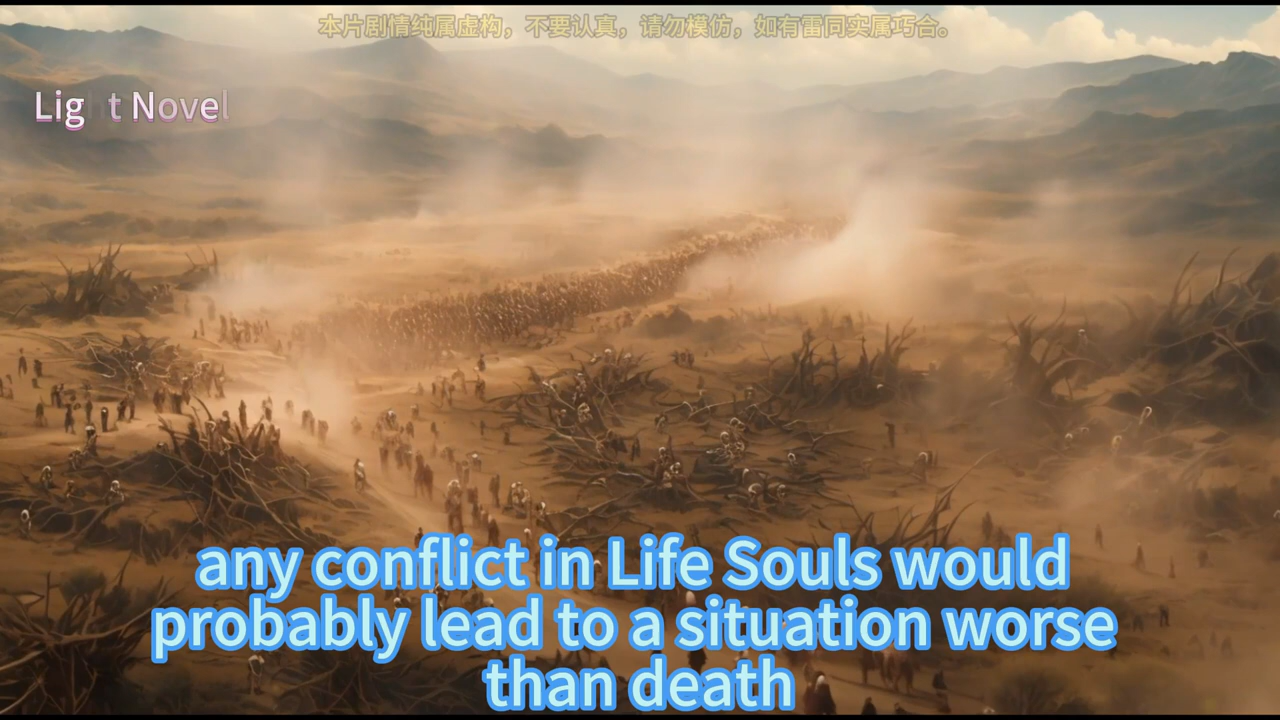 本片剧情纯属虚构，不要认真，请勿模仿，如有雷同实属巧合。
Light Novel
any conflict in Life Souls would
probably lead to a situation worse
than death